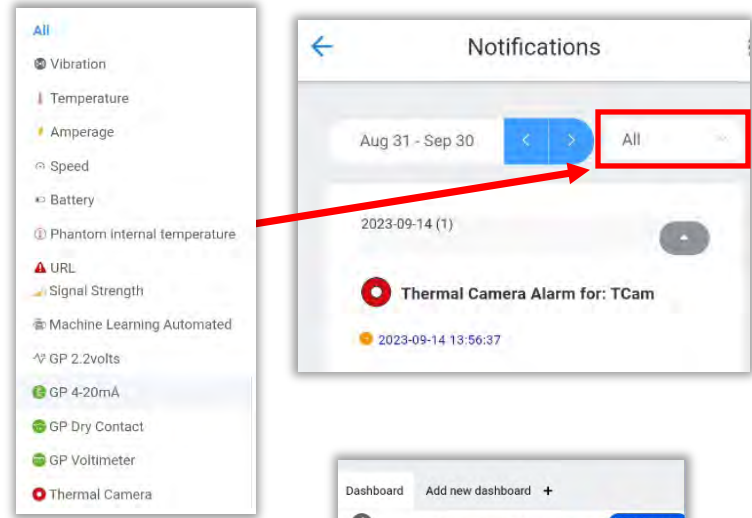 All
Vibration
Temperature
Amperage
Speed
Battery
Phantom internal temperature
URL
Signal Strength
Machine Learning Automated
GP 2.2volts
GP 4-20mA
GP Dry Contact
GP Voltimeter
Thermal Camera
Notifications
Aug 31 - Sep 30 < > All
2023-09-14 (1)
Thermal Camera Alarm for: TCam
2023-09-14 13:56:37
Dashboard Add new dashboard +